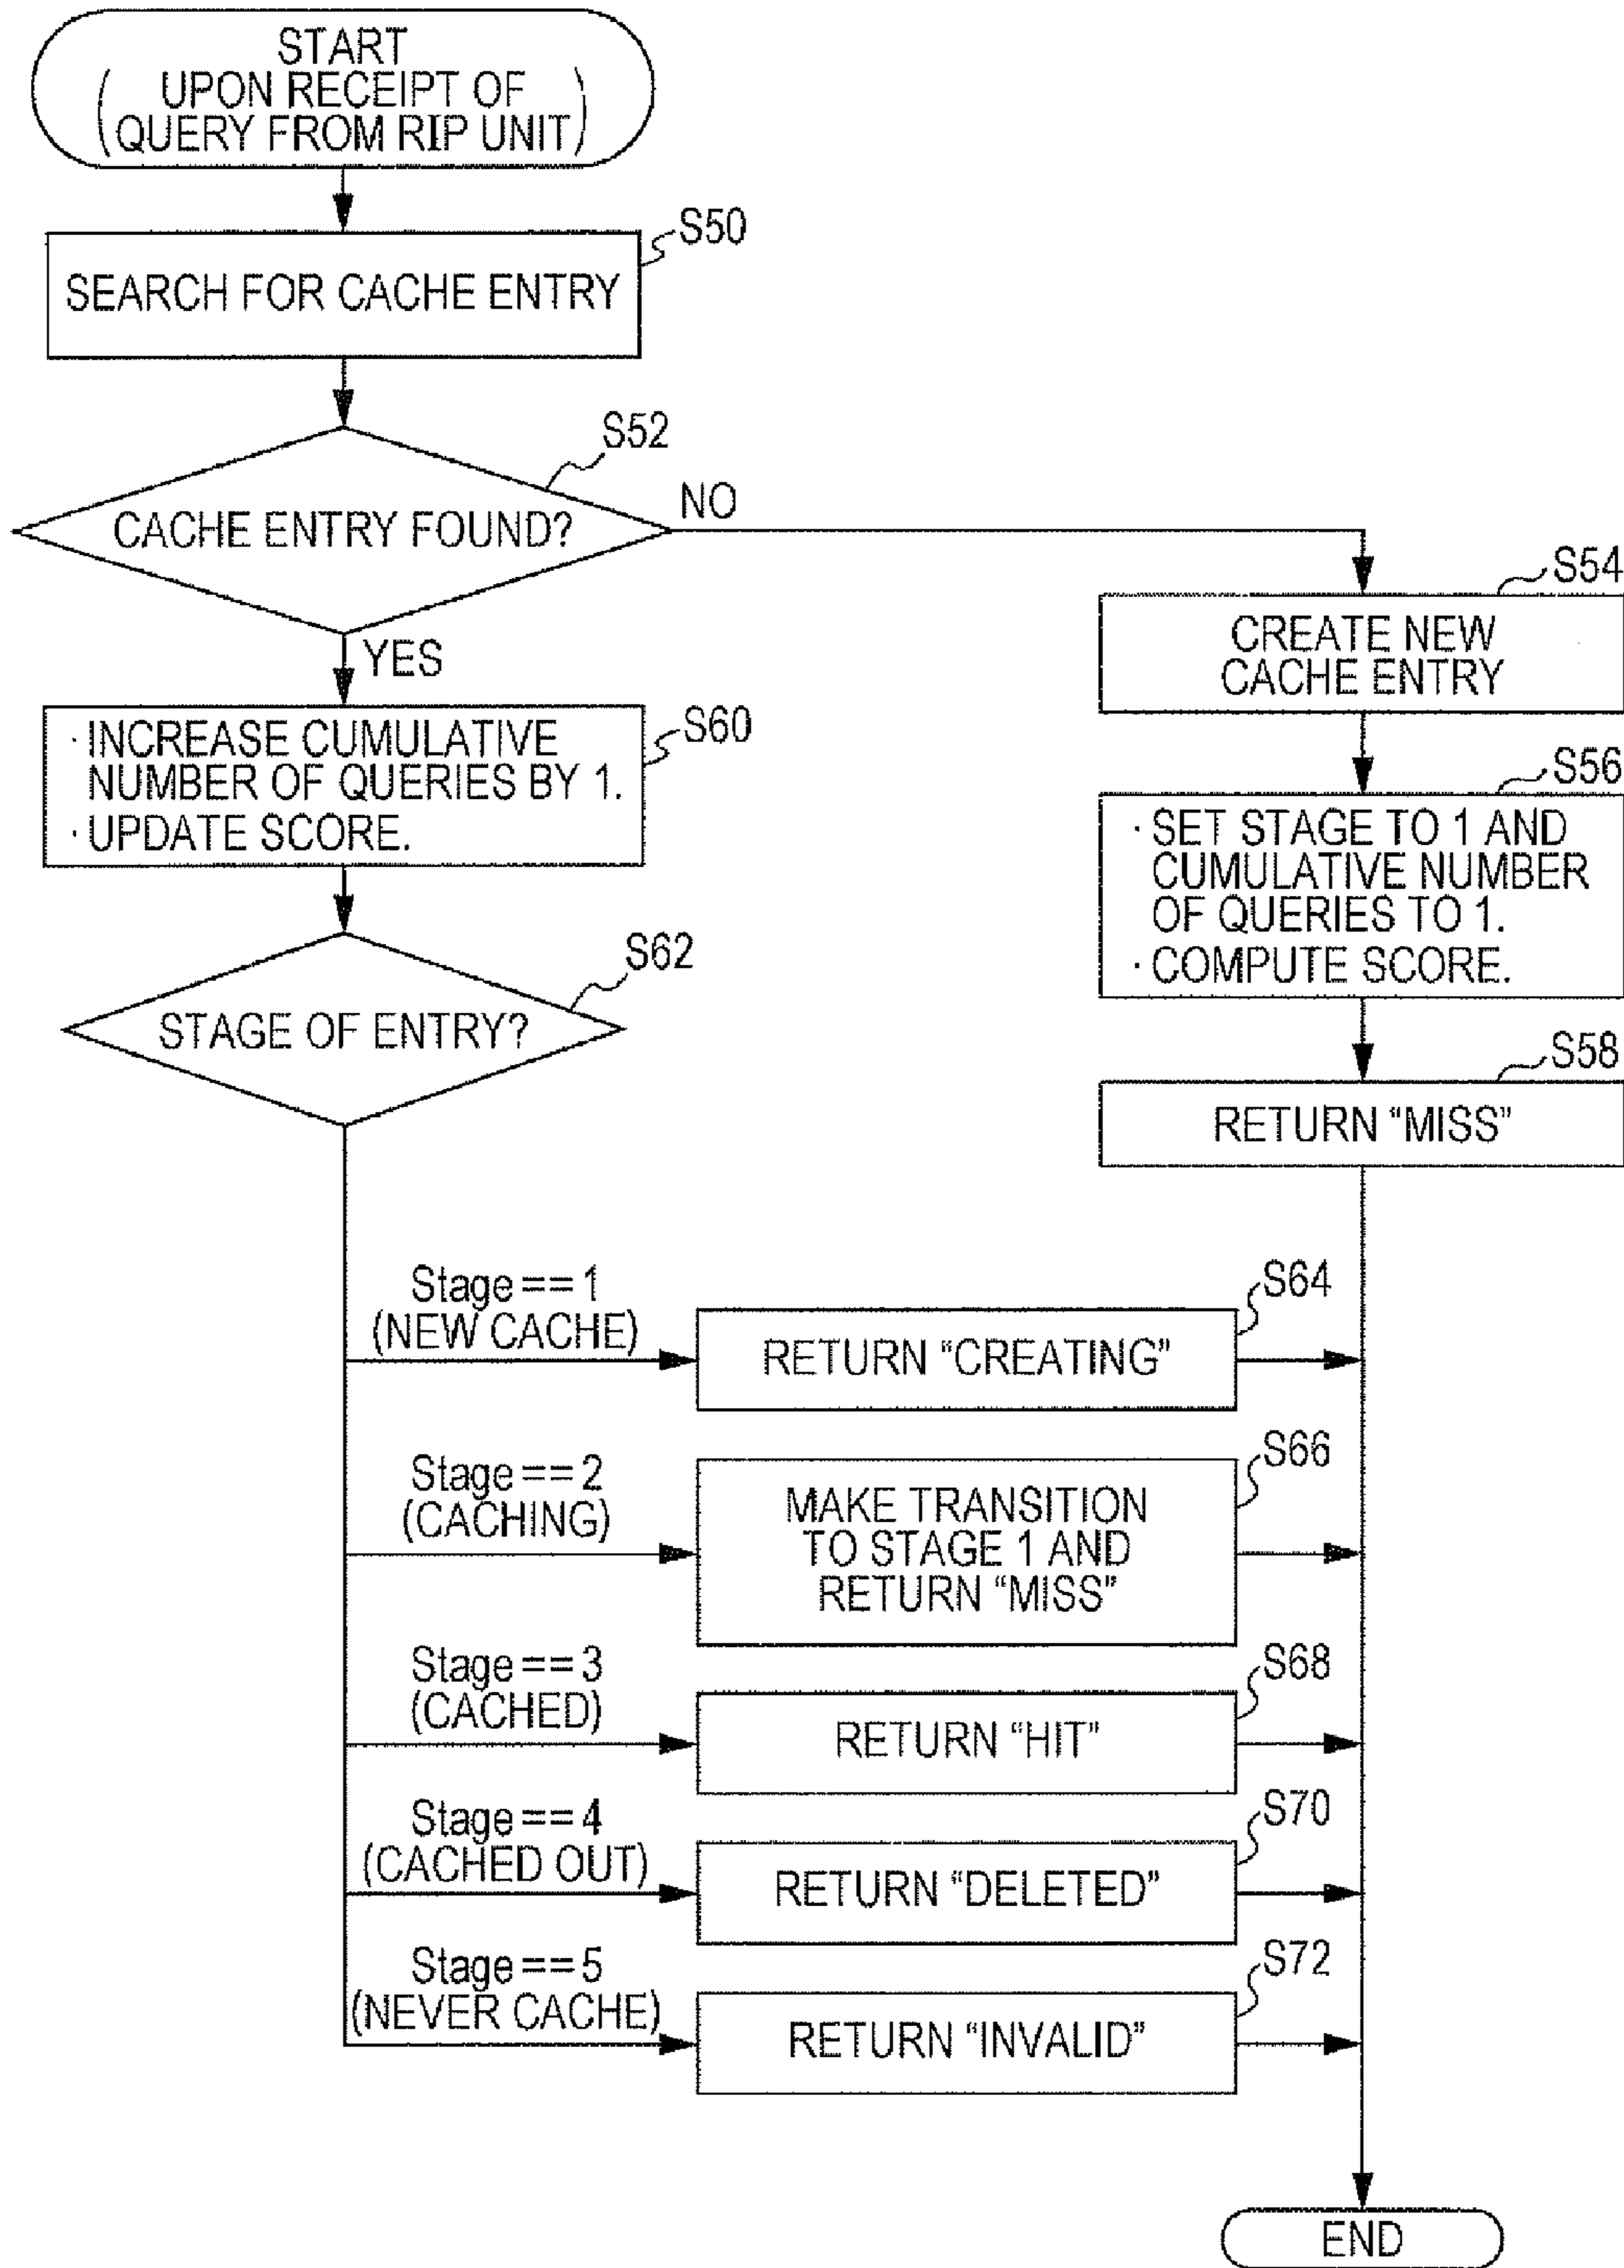 START
(UPON RECEIPT OF
QUERY FROM RIP UNIT)
S50
SEARCH FOR CACHE ENTRY
S52
CACHE ENTRY FOUND?
NO
YES
S54
CREATE NEW
CACHE ENTRY
S60
· INCREASE CUMULATIVE
NUMBER OF QUERIES BY 1.
· UPDATE SCORE.
S56
· SET STAGE TO 1 AND
CUMULATIVE NUMBER
OF QUERIES TO 1.
· COMPUTE SCORE.
S62
STAGE OF ENTRY?
S58
RETURN “MISS”
Stage == 1
(NEW CACHE)
S64
RETURN “CREATING”
Stage == 2
(CACHING)
S66
MAKE TRANSITION
TO STAGE 1 AND
RETURN “MISS”
Stage == 3
(CACHED)
S68
RETURN “HIT”
Stage == 4
(CACHED OUT)
S70
RETURN “DELETED”
Stage == 5
(NEVER CACHE)
S72
RETURN “INVALID”
END